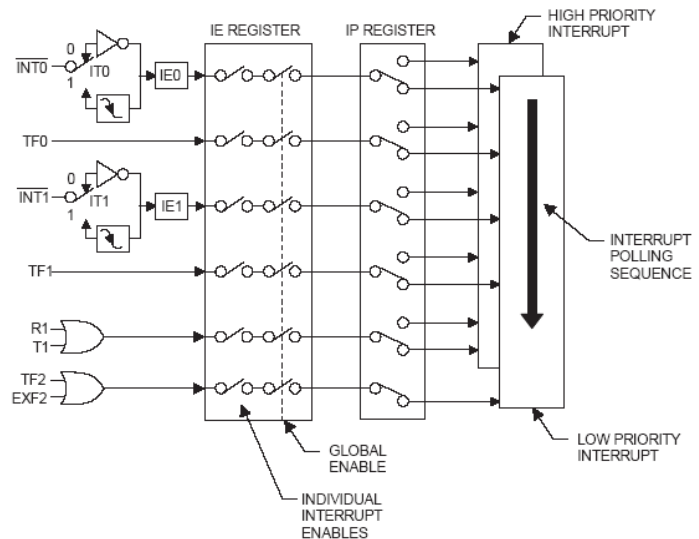 IE REGISTER
IP REGISTER
HIGH PRIORITY
INTERRUPT
0
INT0
IT0
1
IE0
TF0
0
INT1
IT1
1
IE1
TF1
INTERRUPT
POLLING
SEQUENCE
R1
T1
TF2
EXF2
GLOBAL
ENABLE
LOW PRIORITY
INTERRUPT
INDIVIDUAL
INTERRUPT
ENABLES